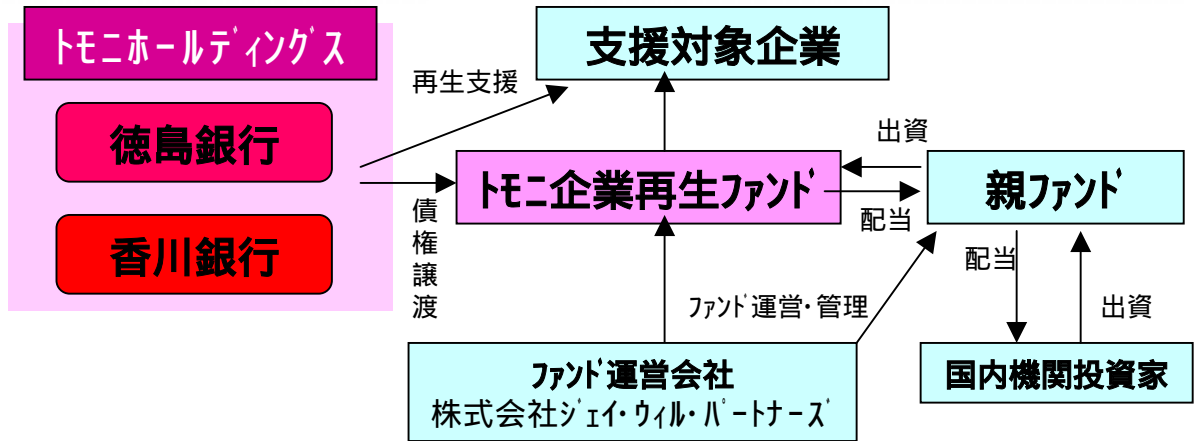 ﾄﾓﾆﾎｰﾙﾃﾞｨﾝｸﾞｽ
徳島銀行
香川銀行
支援対象企業
再生支援
債権譲渡
ﾄﾓﾆ企業再生ﾌｧﾝﾄﾞ
出資
配当
親ﾌｧﾝﾄﾞ
配当
出資
ﾌｧﾝﾄﾞ運営･管理
ﾌｧﾝﾄﾞ運営会社
株式会社ｼﾞｪｲ･ｳｨﾙ･ﾊﾟｰﾄﾅｰｽﾞ
国内機関投資家